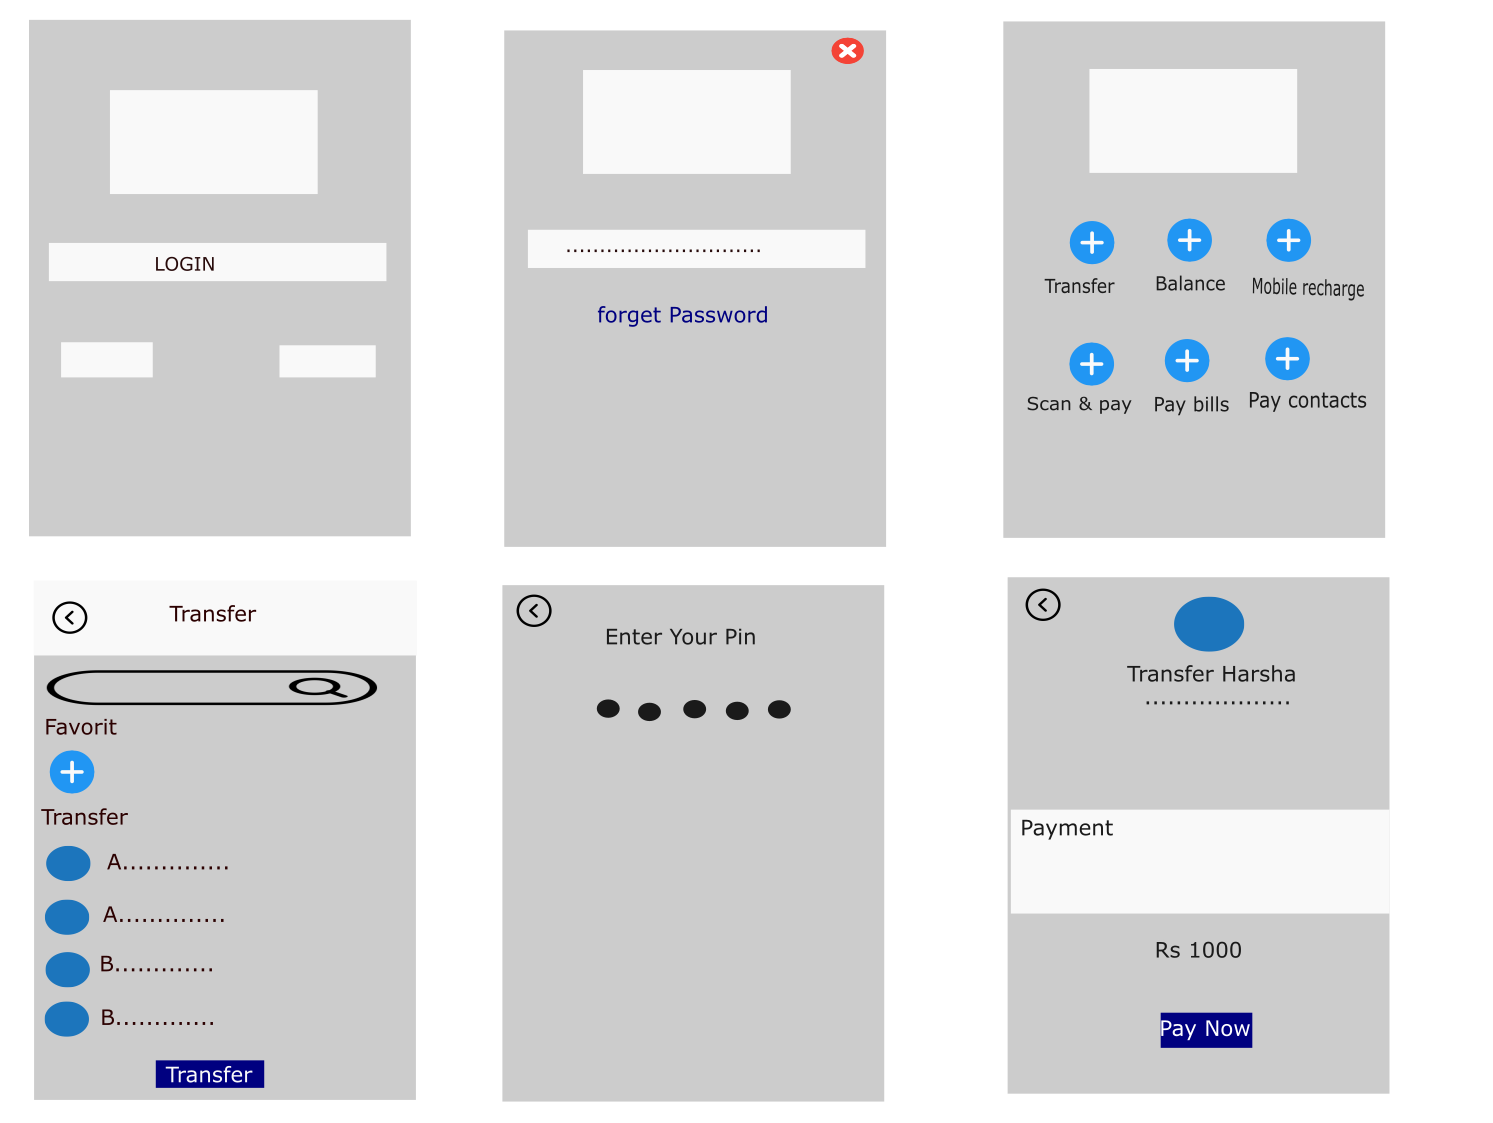 LOGIN
............................
forget Password
Transfer
Balance
Mobile recharge
Scan & pay
Pay bills
Pay contacts
Transfer
Favorit
Transfer
A..............
A..............
B.............
B.............
Transfer
Enter Your Pin
Transfer Harsha
...................
Payment
Rs 1000
Pay Now